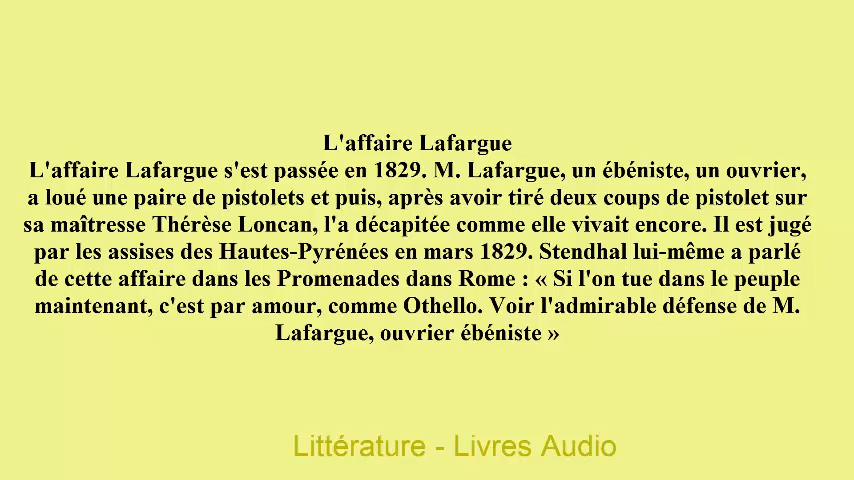 L'affaire Lafargue
L'affaire Lafargue s'est passée en 1829. M. Lafargue, un ébéniste, un ouvrier,
a loué une paire de pistolets et puis, après avoir tiré deux coups de pistolet sur
sa maîtresse Thérèse Loncan, l'a décapitée comme elle vivait encore. Il est jugé
par les assises des Hautes-Pyrénées en mars 1829. Stendhal lui-même a parlé
de cette affaire dans les Promenades dans Rome : « Si l'on tue dans le peuple
maintenant, c'est par amour, comme Othello. Voir l'admirable défense de M.
Lafargue, ouvrier ébéniste »
Littérature - Livres Audio